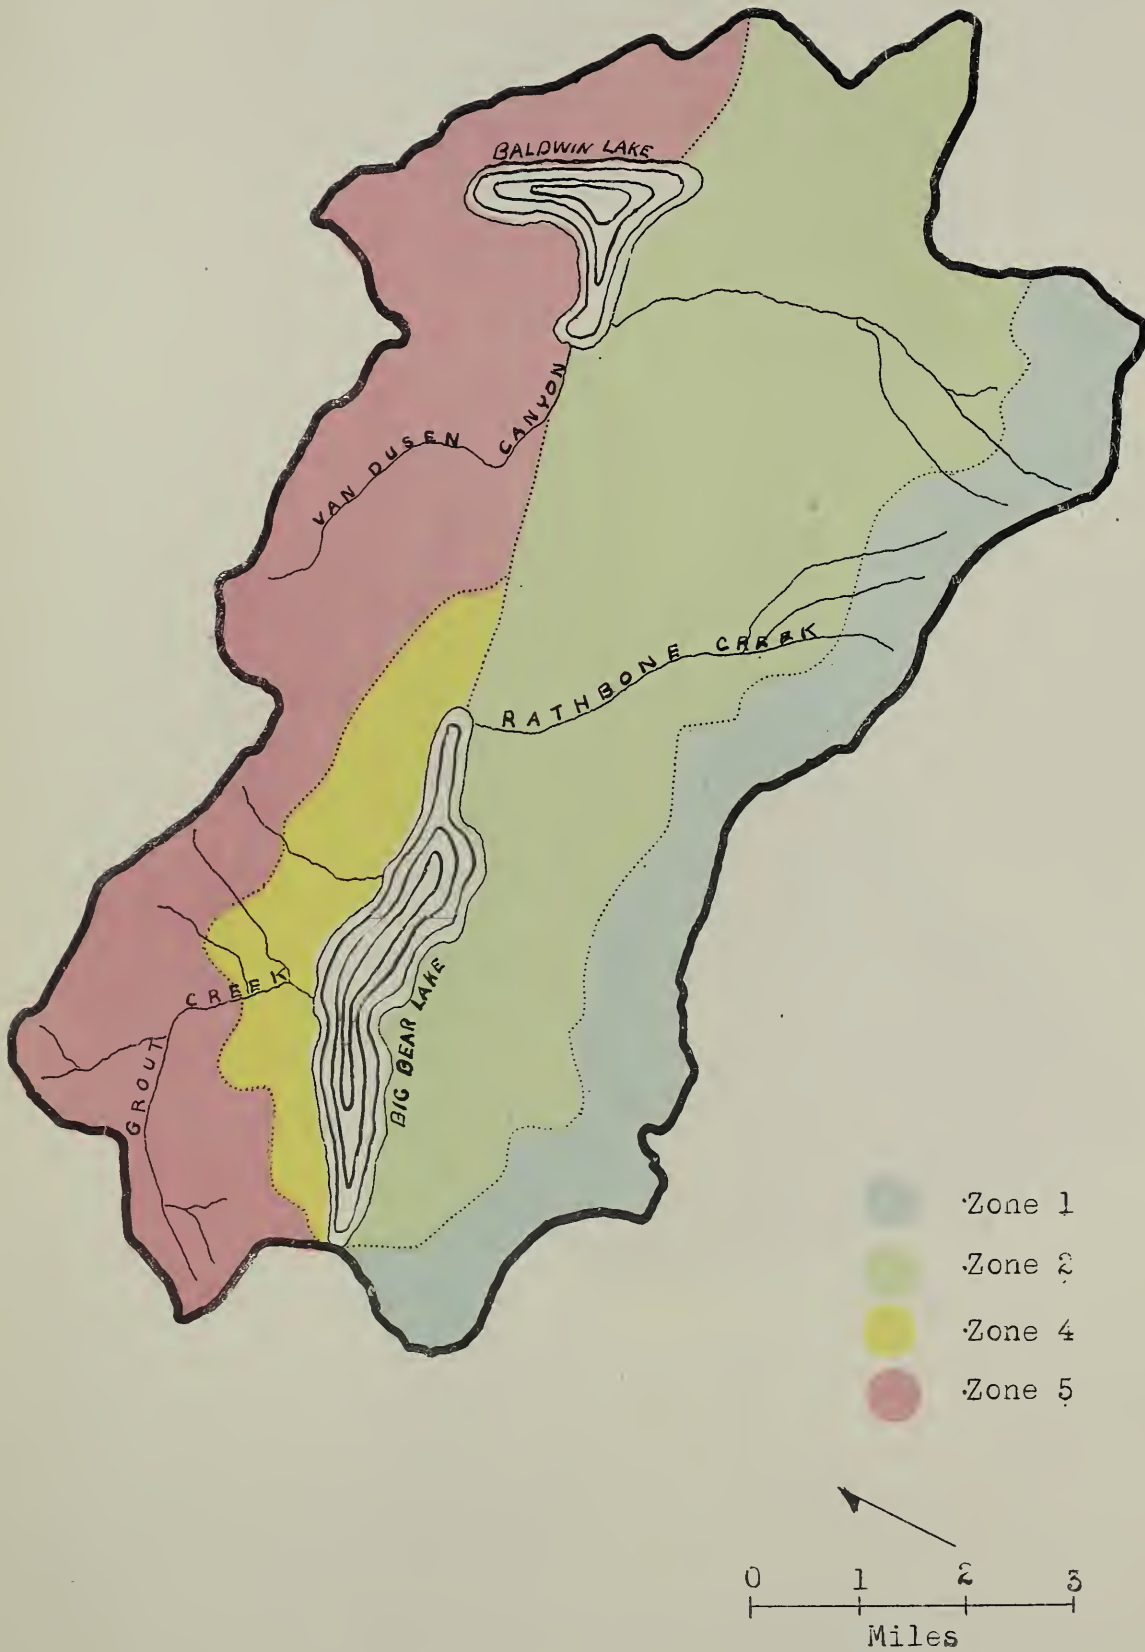 BALDWIN LAKE
VAN DUSEN CANYON
RATHBONE CREEK
GROUT CREEK
BIG BEAR LAKE
Zone 1
Zone 2
Zone 4
Zone 5
0 1 2 3
Miles